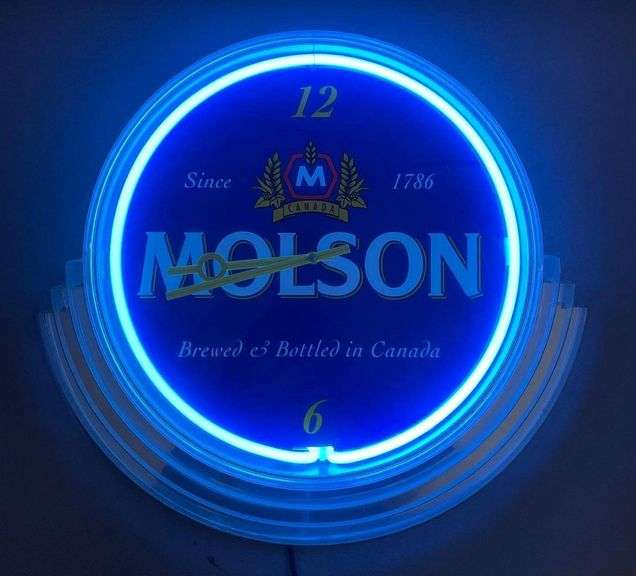 12
Since
M
1786
CANADA
MOLSON
Brewed & Bottled in Canada
6